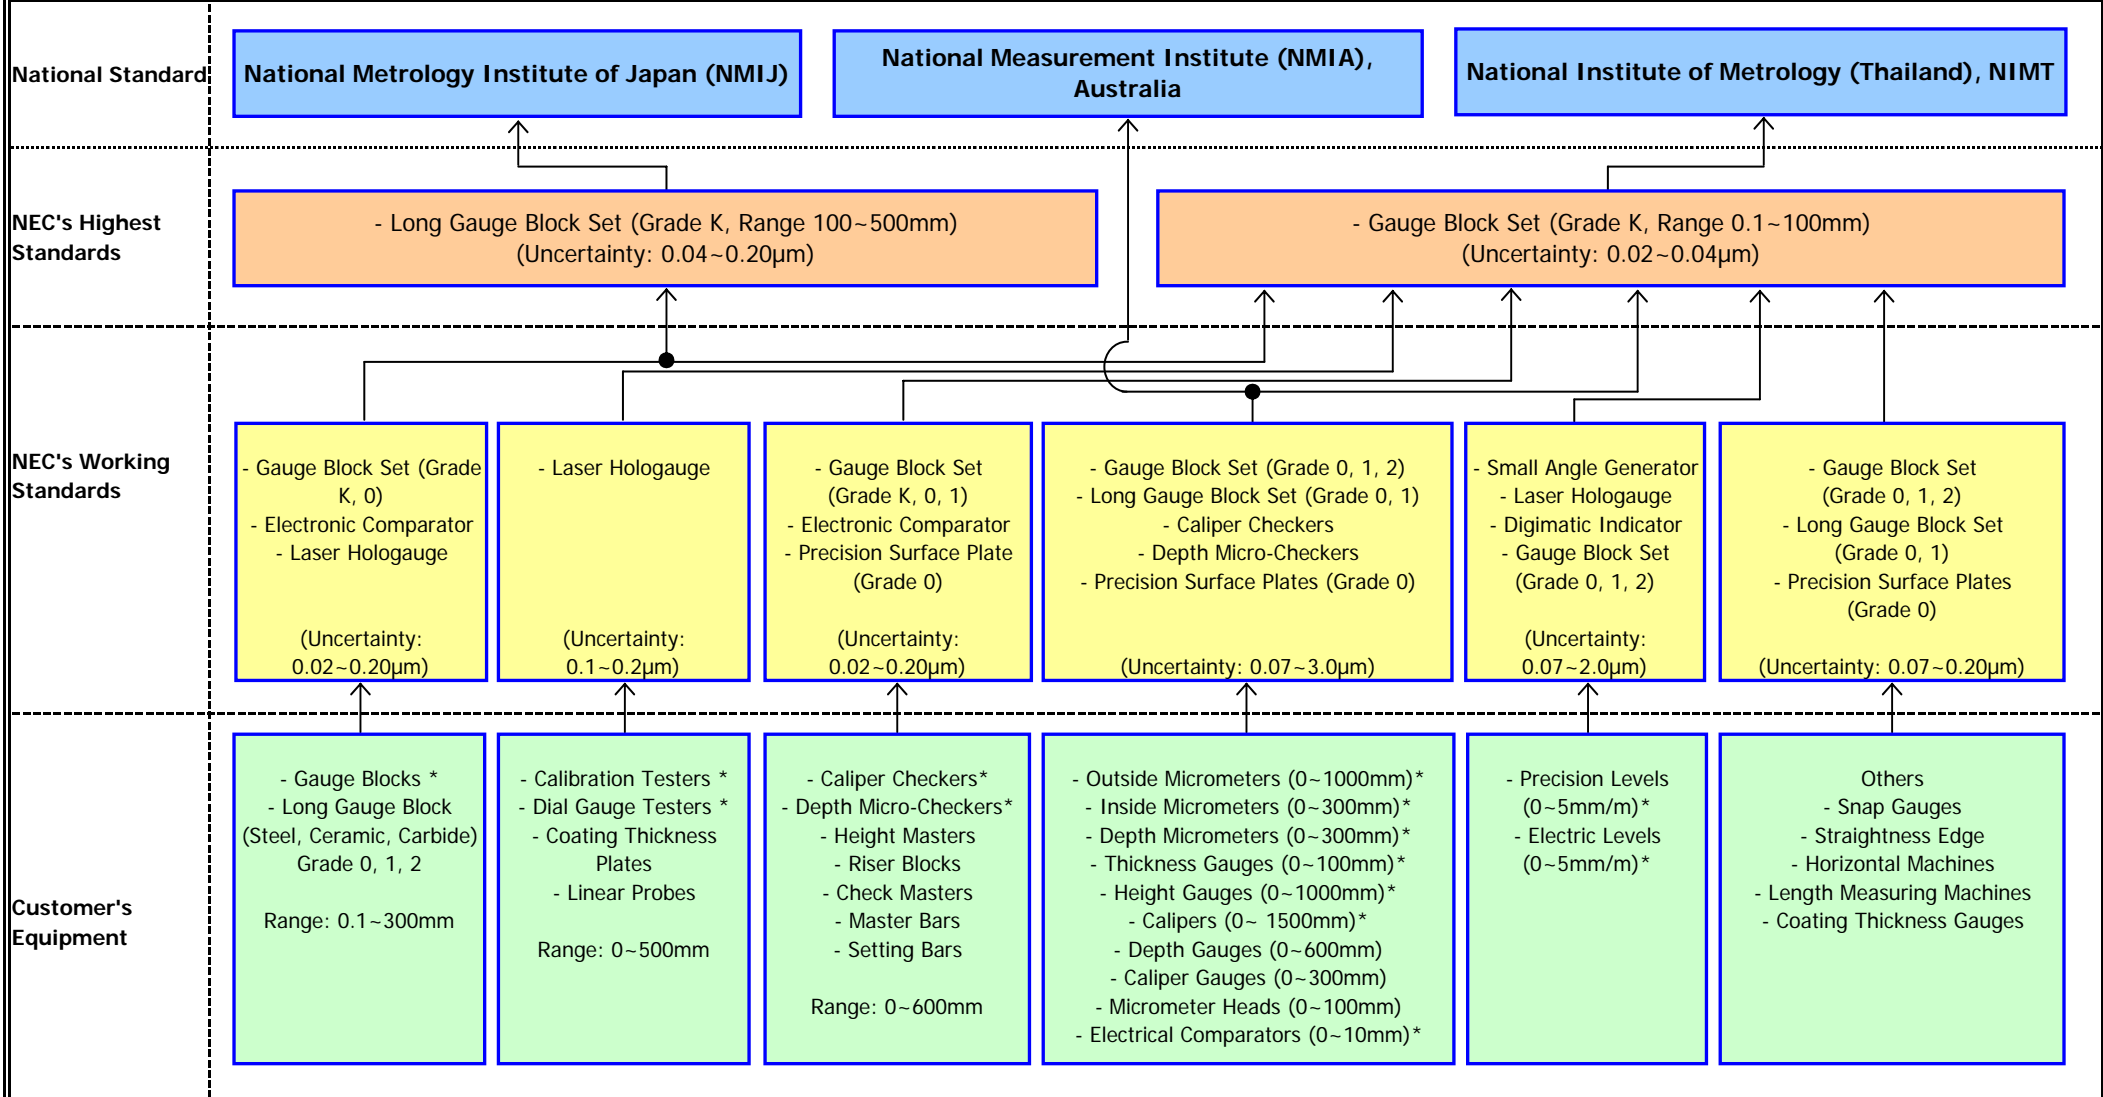 National Standard
National Metrology Institute of Japan (NMIJ)
National Measurement Institute (NMIA),
Australia
National Institute of Metrology (Thailand), NIMT
NEC's Highest
Standards
- Long Gauge Block Set (Grade K, Range 100~500mm)
(Uncertainty: 0.04~0.20µm)
- Gauge Block Set (Grade K, Range 0.1~100mm)
(Uncertainty: 0.02~0.04µm)
NEC's Working
Standards
- Gauge Block Set (Grade
K, 0)
- Electronic Comparator
- Laser Hologauge
(Uncertainty:
0.02~0.20µm)
- Laser Hologauge
(Uncertainty:
0.1~0.2µm)
- Gauge Block Set
(Grade K, 0, 1)
- Electronic Comparator
- Precision Surface Plate
(Grade 0)
(Uncertainty:
0.02~0.20µm)
- Gauge Block Set (Grade 0, 1, 2)
- Long Gauge Block Set (Grade 0, 1)
- Caliper Checkers
- Depth Micro-Checkers
- Precision Surface Plates (Grade 0)
(Uncertainty: 0.07~3.0µm)
- Small Angle Generator
- Laser Hologauge
- Digimatic Indicator
- Gauge Block Set
(Grade 0, 1, 2)
(Uncertainty:
0.07~2.0µm)
- Gauge Block Set
(Grade 0, 1, 2)
- Long Gauge Block Set
(Grade 0, 1)
- Precision Surface Plates
(Grade 0)
(Uncertainty: 0.07~0.20µm)
Customer's
Equipment
- Gauge Blocks *
- Long Gauge Block
(Steel, Ceramic, Carbide)
Grade 0, 1, 2
Range: 0.1~300mm
- Calibration Testers *
- Dial Gauge Testers *
- Coating Thickness
Plates
- Linear Probes
Range: 0~500mm
- Caliper Checkers*
- Depth Micro-Checkers*
- Height Masters
- Riser Blocks
- Check Masters
- Master Bars
- Setting Bars
Range: 0~600mm
- Outside Micrometers (0~1000mm)*
- Inside Micrometers (0~300mm)*
- Depth Micrometers (0~300mm)*
- Thickness Gauges (0~100mm)*
- Height Gauges (0~1000mm)*
- Calipers (0~ 1500mm)*
- Depth Gauges (0~600mm)
- Caliper Gauges (0~300mm)
- Micrometer Heads (0~100mm)
- Electrical Comparators (0~10mm)*
- Precision Levels
(0~5mm/m)*
- Electric Levels
(0~5mm/m)*
Others
- Snap Gauges
- Straightness Edge
- Horizontal Machines
- Length Measuring Machines
- Coating Thickness Gauges